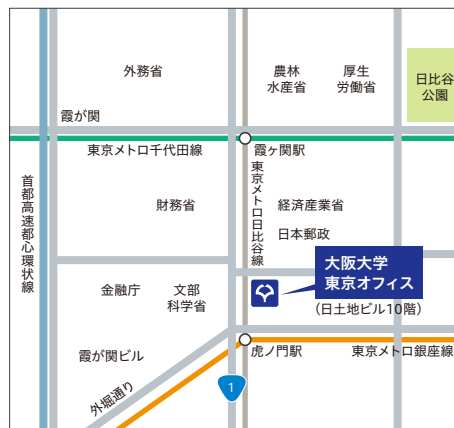 外務省
農林
水産省
厚生
労働省
日比谷
公園
霞が関
東京メトロ千代田線
霞ケ関駅
首都高速都心環状線
東京メトロ日比谷線
財務省
経済産業省
日本郵政
大阪大学
東京オフィス
(日土地ビル10階)
金融庁
文部
科学省
霞が関ビル
虎ノ門駅
東京メトロ銀座線
外堀通り
1